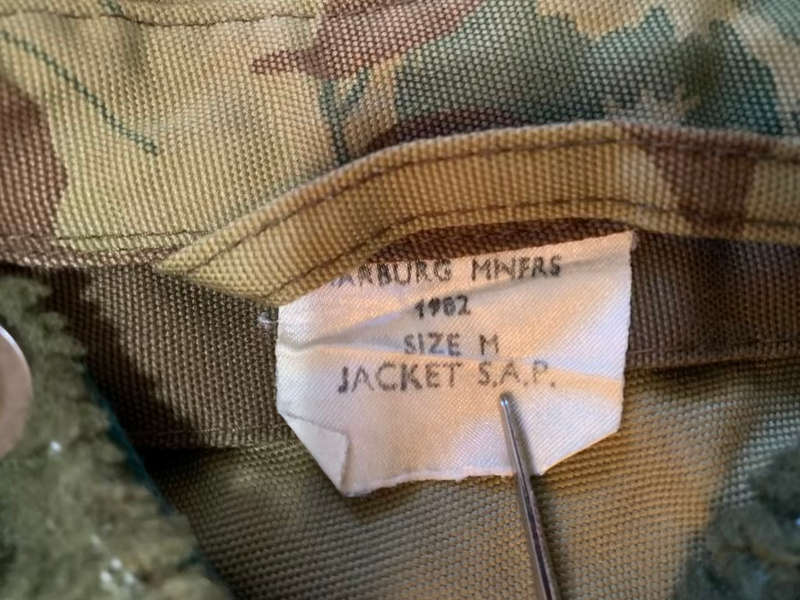 ARBURG MNFRS
1982
SIZE M
JACKET S.A.P.